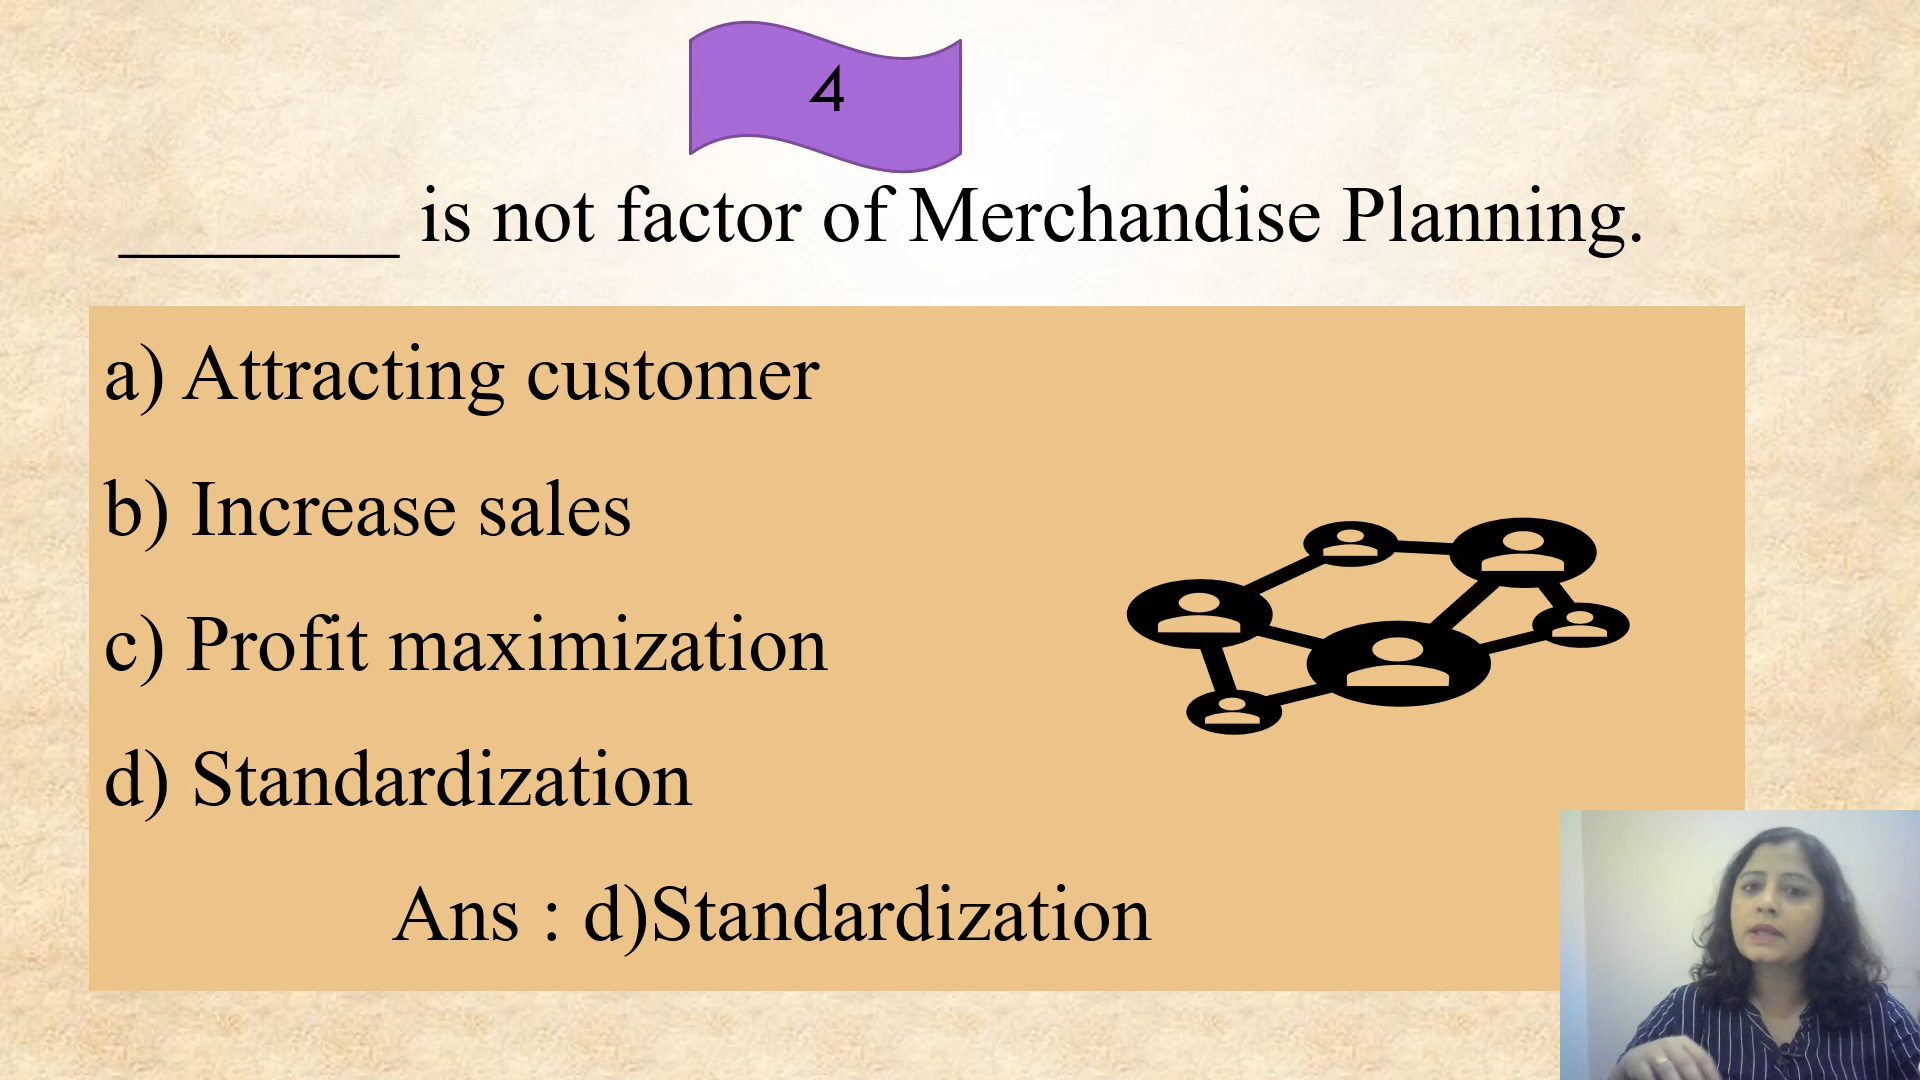 4
________ is not factor of Merchandise Planning.
a) Attracting customer
b) Increase sales
c) Profit maximization
d) Standardization
Ans : d)Standardization